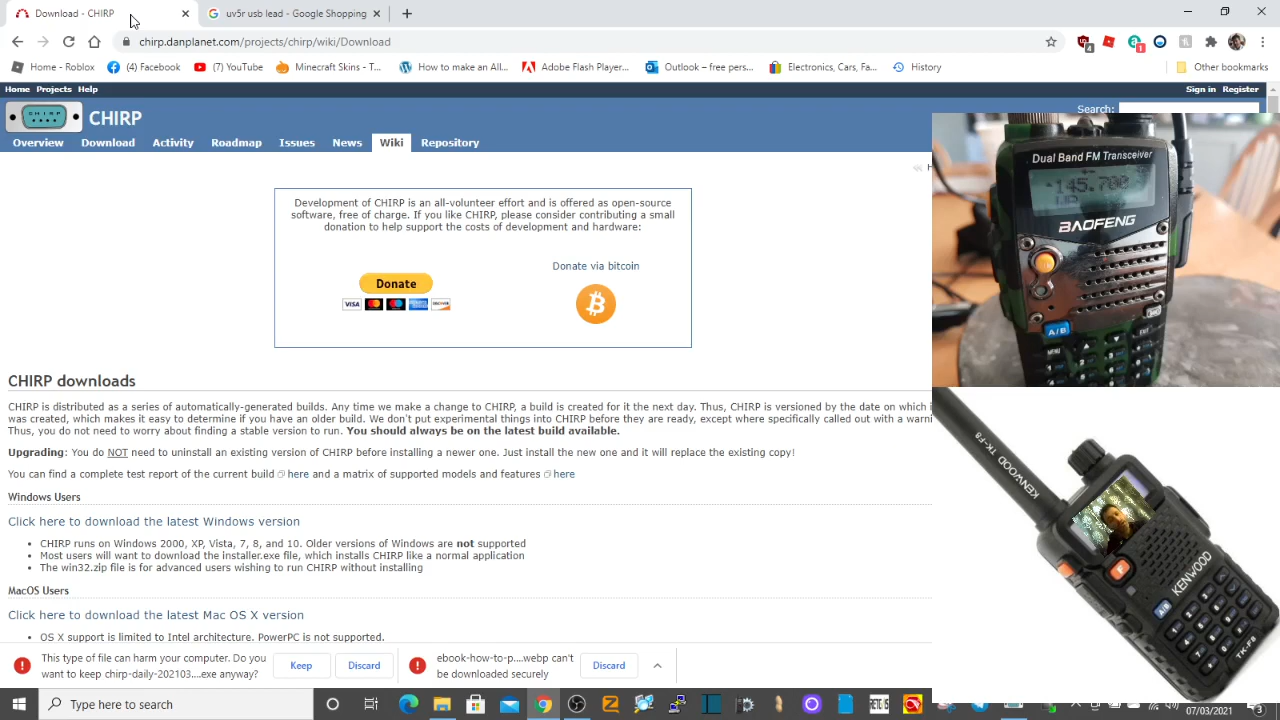 Download - CHIRP
uv5r lead - Google Shopping
chirp.danplanet.com/projects/chirp/wiki/Download
Home - Roblox
(4) Facebook
(7) YouTube
Minecraft Skins - T...
How to make an All...
Adobe Flash Player...
Outlook – free pers...
Electronics, Cars, Fa...
History
Other bookmarks
Home Projects Help
Sign in Register
CHIRP
CHIRP
Search:
Overview Download Activity Roadmap Issues News Wiki Repository
Development of CHIRP is an all-volunteer effort and is offered as open-source
software, free of charge. If you like CHIRP, please consider contributing a small
donation to help support the costs of development and hardware:
Donate via bitcoin
Donate
VISA
CHIRP downloads
CHIRP is distributed as a series of automatically-generated builds. Any time we make a change to CHIRP, a build is created for it the next day. Thus, CHIRP is versioned by the date on which i
was created, which makes it easy to determine if you have an older build. We don't put experimental things into CHIRP before they are ready, except where specifically called out with a warni
Thus, you do not need to worry about finding a stable version to run. You should always be on the latest build available.
Upgrading: You do NOT need to uninstall an existing version of CHIRP before installing a newer one. Just install the new one and it will replace the existing copy!
You can find a complete test report of the current build here and a matrix of supported models and features here
Windows Users
Click here to download the latest Windows version
• CHIRP runs on Windows 2000, XP, Vista, 7, 8, and 10. Older versions of Windows are not supported
• Most users will want to download the installer.exe file, which installs CHIRP like a normal application
• The win32.zip file is for advanced users wishing to run CHIRP without installing
MacOS Users
Click here to download the latest Mac OS X version
• OS X support is limited to Intel architecture. PowerPC is not supported.
This type of file can harm your computer. Do you
want to keep chirp-daily-202103....exe anyway?
Keep
Discard
ebook-how-to-p....webp can't
be downloaded securely
Discard
Type here to search
07/03/2021
3
Dual Band FM Transceiver
-145.700
BAOFENG
A/B
MENU
EXIT
KENWOOD TK-F8
F
KENWOOD
A/B
TK-F8